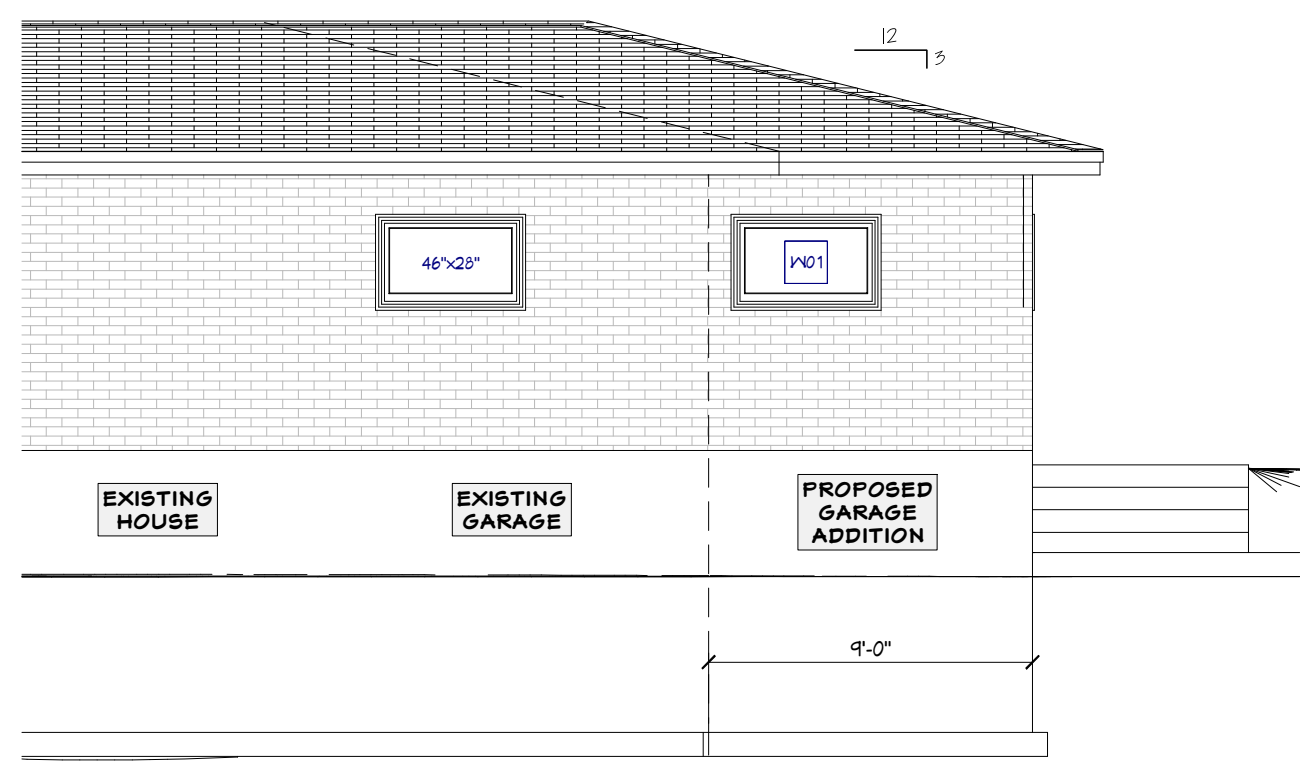 12
3
46"x28"
W01
EXISTING
HOUSE
EXISTING
GARAGE
PROPOSED
GARAGE
ADDITION
9'-0"